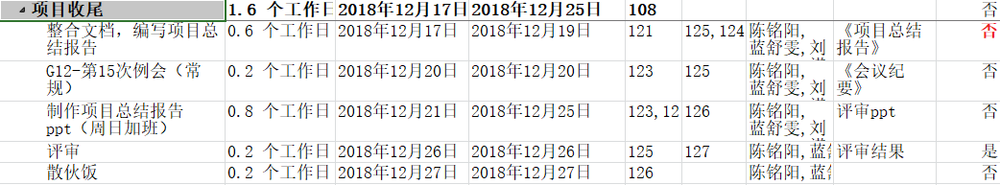 项目收尾 1.6 个工作日 2018年12月17日 2018年12月25日 108 否
整合文档，编写项目总 0.6 个工作日 2018年12月17日 2018年12月19日 121 125,124 陈铭阳, 《项目总结 否
结报告 蓝舒雯,刘 报告》
G12-第15次例会（常 0.2 个工作日 2018年12月20日 2018年12月20日 123 125 陈铭阳, 《会议纪 否
规） 蓝舒雯,刘 要》
制作项目总结报告 0.8 个工作日 2018年12月21日 2018年12月25日 123,12 126 陈铭阳, 评审ppt 否
ppt（周日加班） 蓝舒雯,刘
评审 0.2 个工作日 2018年12月26日 2018年12月26日 125 127 陈铭阳, 评审结果 是
散伙饭 0.2 个工作日 2018年12月27日 2018年12月27日 126 陈铭阳, 否